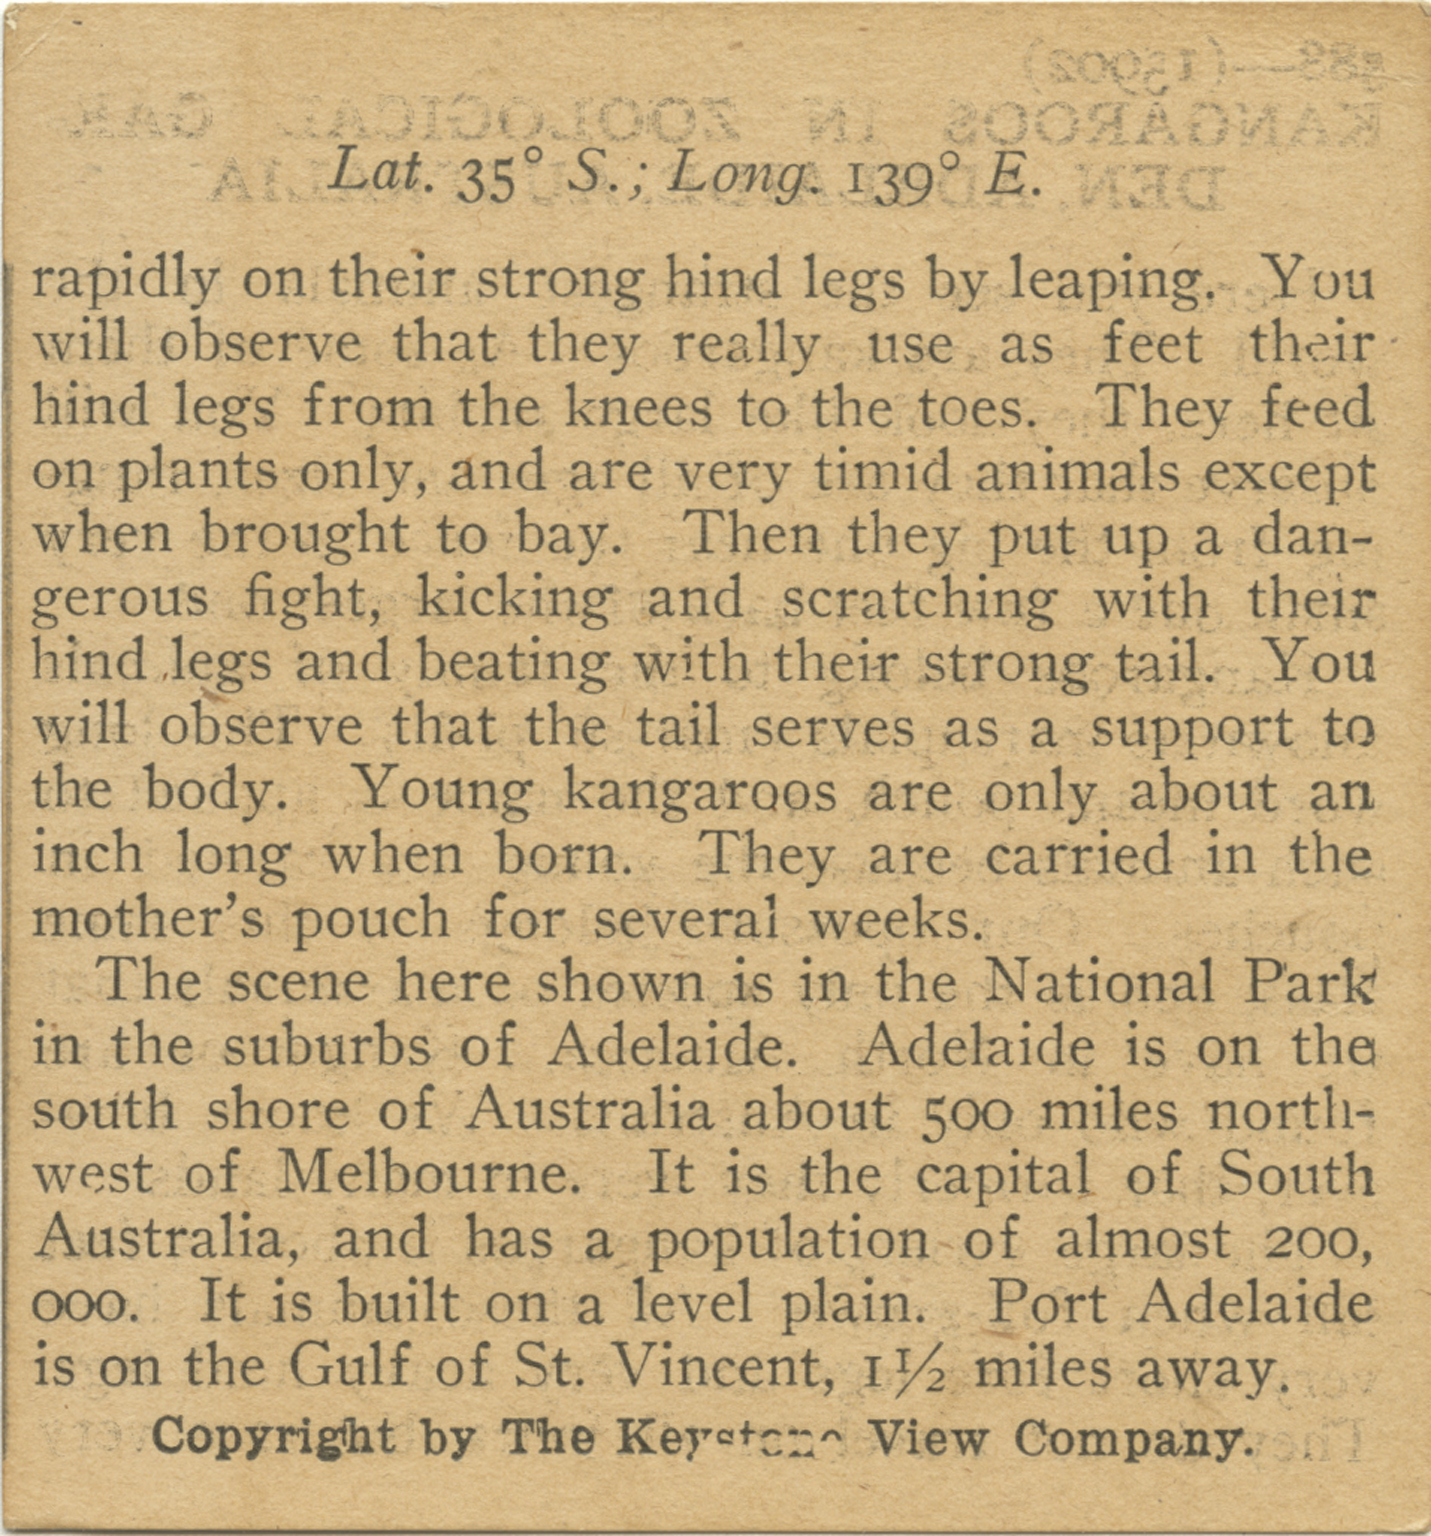 Lat. 35° S.; Long. 139° E.
rapidly on their strong hind legs by leaping. You
will observe that they really use as feet their
hind legs from the knees to the toes. They feed
on plants only, and are very timid animals except
when brought to bay. Then they put up a dan-
gerous fight, kicking and scratching with their
hind legs and beating with their strong tail. You
will observe that the tail serves as a support to
the body. Young kangaroos are only about an
inch long when born. They are carried in the
mother's pouch for several weeks.
The scene here shown is in the National Park
in the suburbs of Adelaide. Adelaide is on the
south shore of Australia about 500 miles north-
west of Melbourne. It is the capital of South
Australia, and has a population of almost 200,
000. It is built on a level plain. Port Adelaide
is on the Gulf of St. Vincent, 1½ miles away.
Copyright by The Keystone View Company.